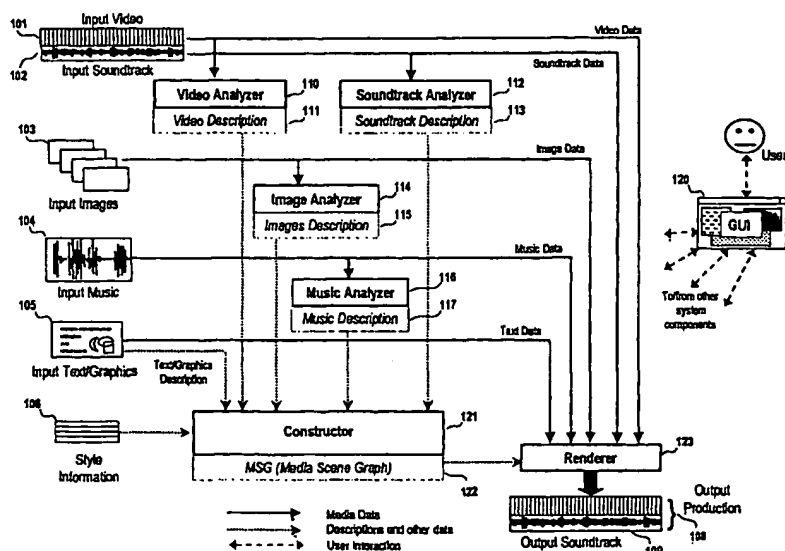 Input Video
101
102
Input Soundtrack
Video Data
Soundtrack Data
Video Analyzer
110
Video Description
111
Soundtrack Analyzer
112
Soundtrack Description
113
103
Input Images
Image Data
Image Analyzer
114
Images Description
115
User
120
GUI
To/from other
system
components
104
Input Music
Music Data
Music Analyzer
116
Music Description
117
105
Input Text/Graphics
Text Data
Text/Graphics
Description
106
Style
Information
Constructor
121
MSG (Media Scene Graph)
122
Renderer
123
Output
Production
108
Output Soundtrack
109
Media Data
Descriptions and other data
User Interaction